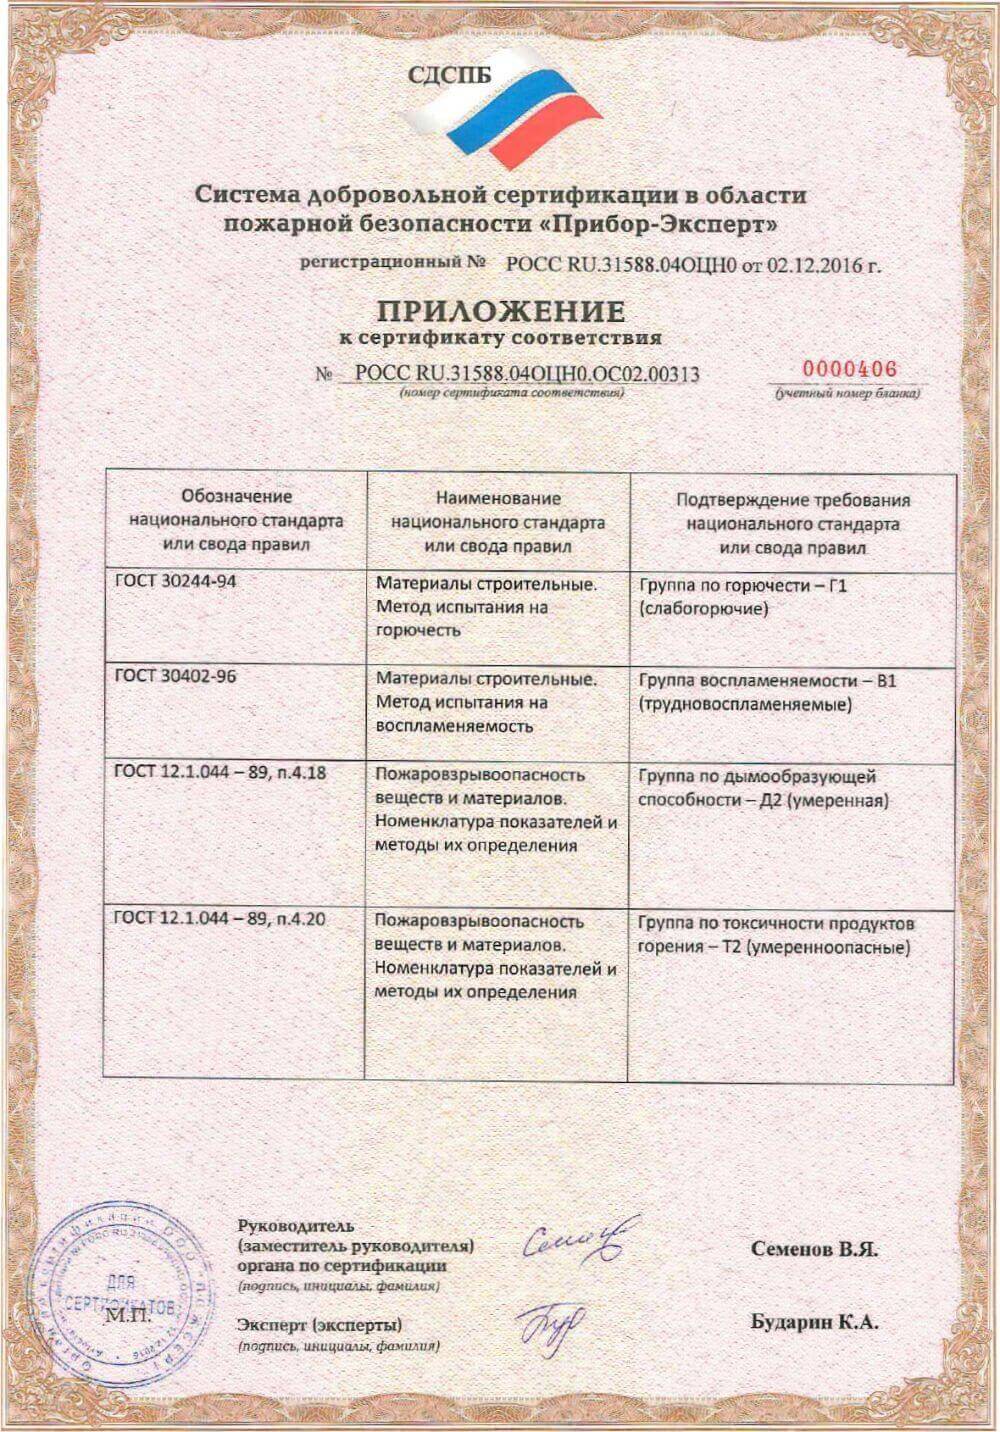 СДСПБ
Система добровольной сертификации в области
пожарной безопасности «Прибор-Эксперт»
регистрационный № РОСС RU.31588.04ОЦН0 от 02.12.2016 г.
ПРИЛОЖЕНИЕ
к сертификату соответствия
№ РОСС RU.31588.04ОЦН0.ОС02.00313 0000406
(номер сертификата соответствия) (учетный номер бланка)
Обозначение
национального стандарта
или свода правил
Наименование
национального стандарта
или свода правил
Подтверждение требования
национального стандарта
или свода правил
ГОСТ 30244-94
Материалы строительные.
Метод испытания на
горючесть
Группа по горючести – Г1
(слабогорючие)
ГОСТ 30402-96
Материалы строительные.
Метод испытания на
воспламеняемость
Группа воспламеняемости – В1
(трудновоспламеняемые)
ГОСТ 12.1.044 – 89, п.4.18
Пожаровзрывоопасность
веществ и материалов.
Номенклатура показателей и
методы их определения
Группа по дымообразующей
способности – Д2 (умеренная)
ГОСТ 12.1.044 – 89, п.4.20
Пожаровзрывоопасность
веществ и материалов.
Номенклатура показателей и
методы их определения
Группа по токсичности продуктов
горения – Т2 (умеренноопасные)
Руководитель
(заместитель руководителя)
органа по сертификации
(подпись, инициалы, фамилия)
Семенов В.Я.
Эксперт (эксперты)
(подпись, инициалы, фамилия)
Бударин К.А.
ДЛЯ
СЕРТИФИКАТОВ
М.П.